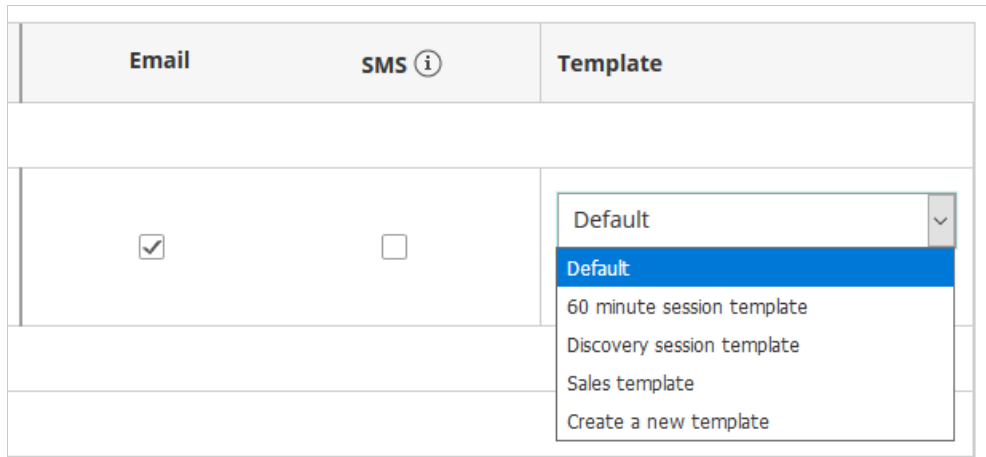 Email SMS i Template
Default
Default
60 minute session template
Discovery session template
Sales template
Create a new template